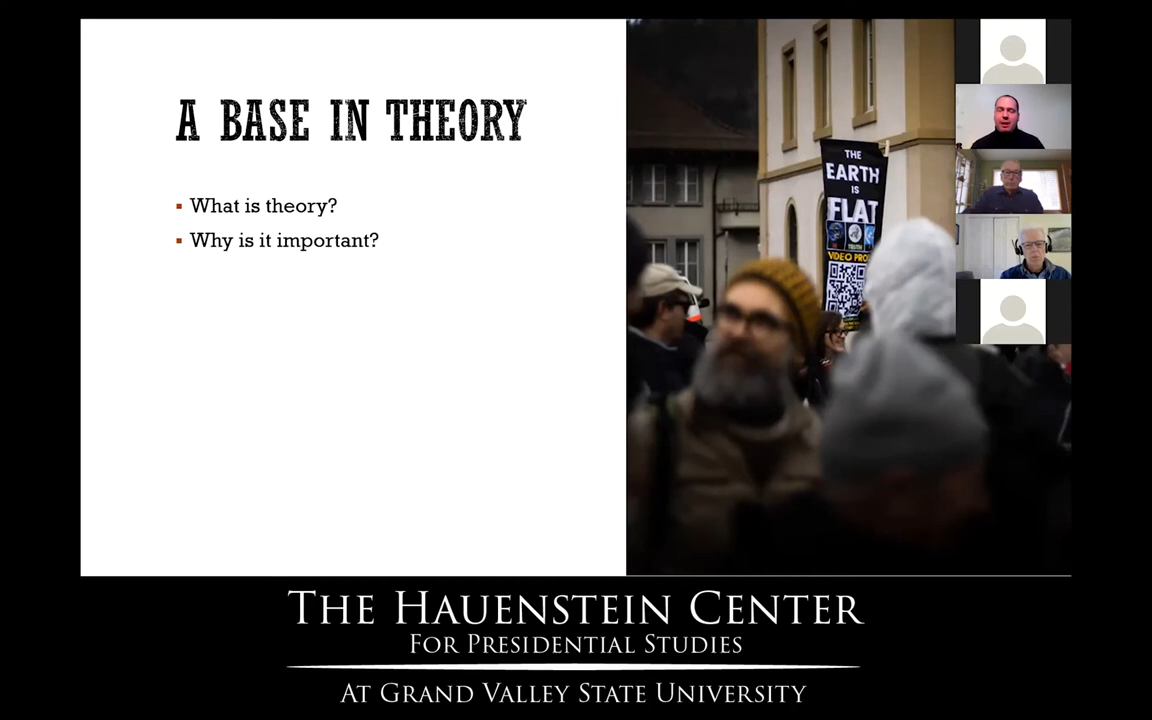 A BASE IN THEORY
▪ What is theory?
▪ Why is it important?
THE
EARTH
IS
FLAT
TRUTH
THE HAUENSTEIN CENTER
FOR PRESIDENTIAL STUDIES
AT GRAND VALLEY STATE UNIVERSITY